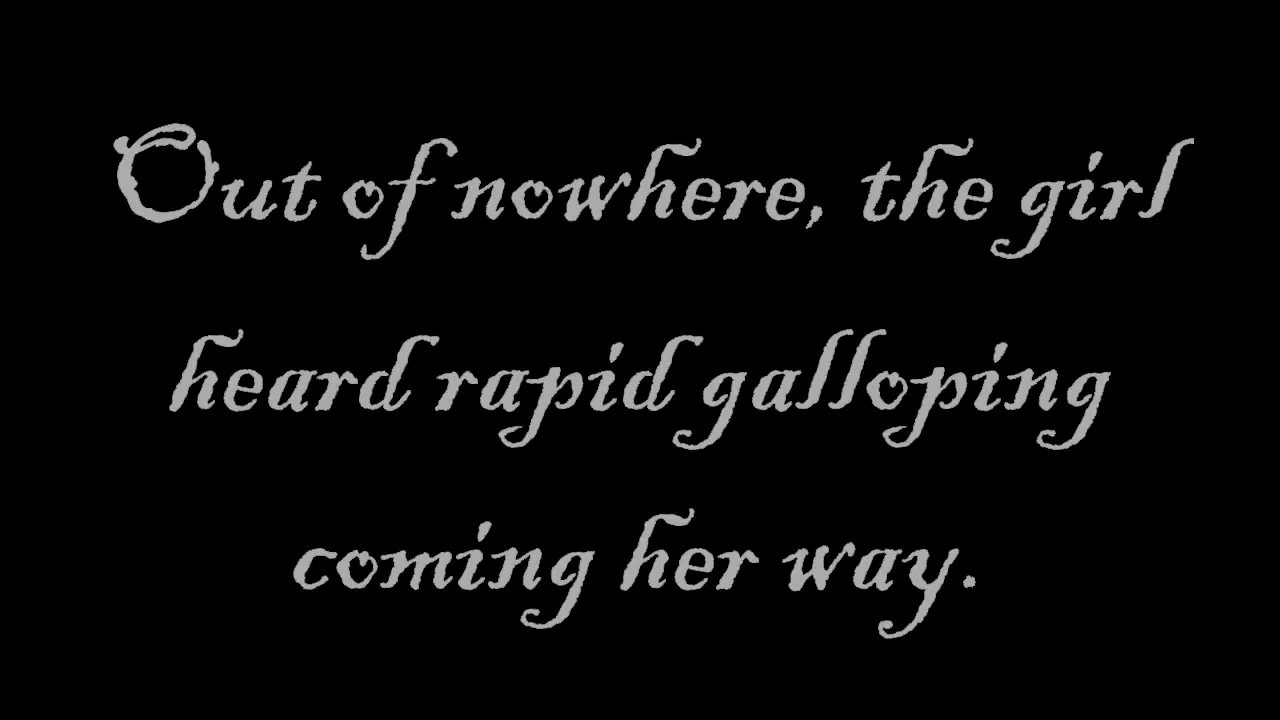 Out of nowhere, the girl
heard rapid galloping
coming her way.